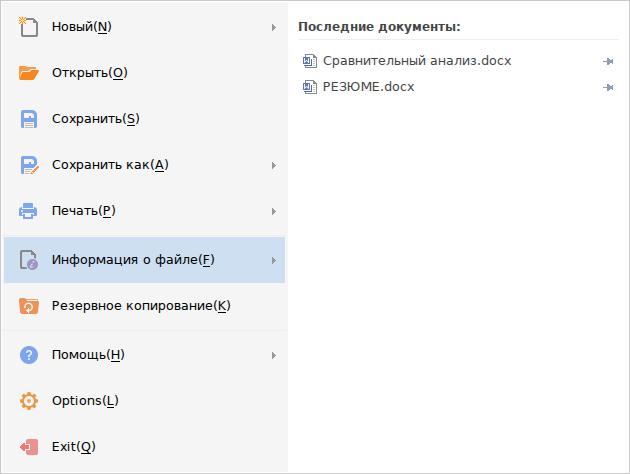 Новый(N)
Открыть(O)
Сохранить(S)
Сохранить как(A)
Печать(P)
Информация о файле(F)
Резервное копирование(K)
Помощь(H)
Options(L)
Exit(Q)
Последние документы:
Сравнительный анализ.docx
РЕЗЮМЕ.docx